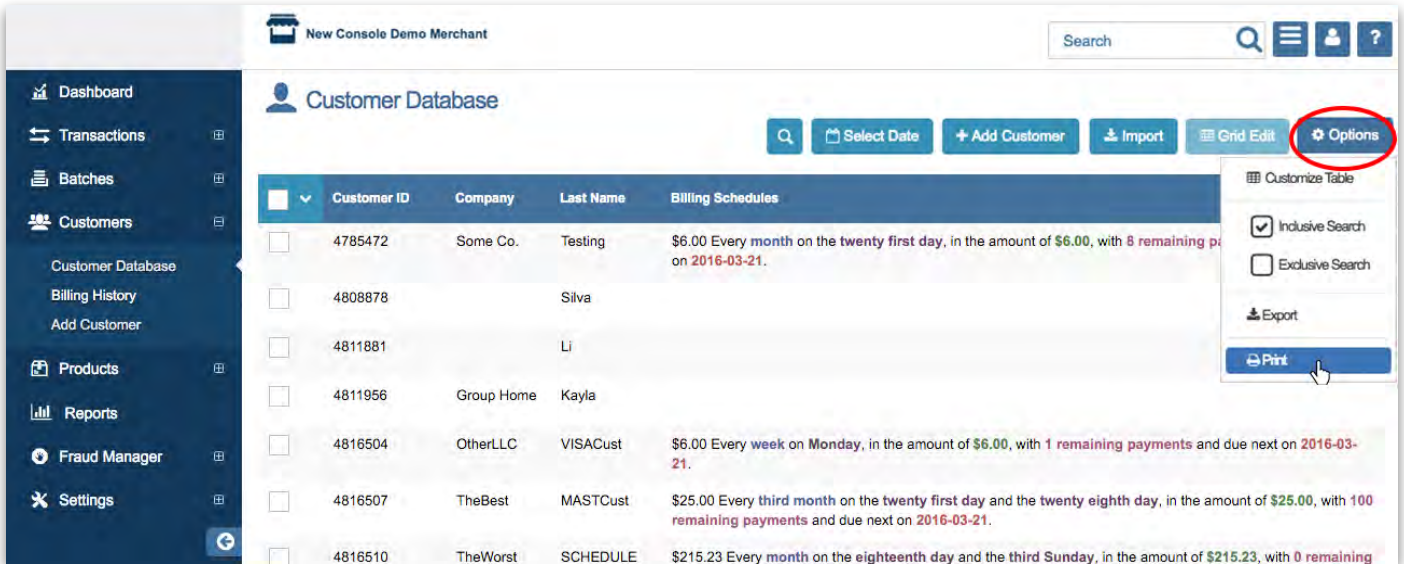 New Console Demo Merchant
Search
?
Dashboard
Transactions
Batches
Customers
Customer Database
Billing History
Add Customer
Products
Reports
Fraud Manager
Settings
Customer Database
Select Date
+ Add Customer
Import
Grid Edit
Options
Customize Table
Inclusive Search
Exclusive Search
Export
Print
Customer ID Company Last Name Billing Schedules
4785472 Some Co. Testing $6.00 Every month on the twenty first day, in the amount of $6.00, with 8 remaining
on 2016-03-21.
4808878 Silva
4811881 Li
4811956 Group Home Kayla
4816504 OtherLLC VISACust $6.00 Every week on Monday, in the amount of $6.00, with 1 remaining payments and due next on 2016-03-
21.
4816507 TheBest MASTCust $25.00 Every third month on the twenty first day and the twenty eighth day, in the amount of $25.00, with 100
remaining payments and due next on 2016-03-21.
4816510 TheWorst SCHEDULE $215.23 Every month on the eighteenth day and the third Sunday, in the amount of $215.23, with 0 remaining